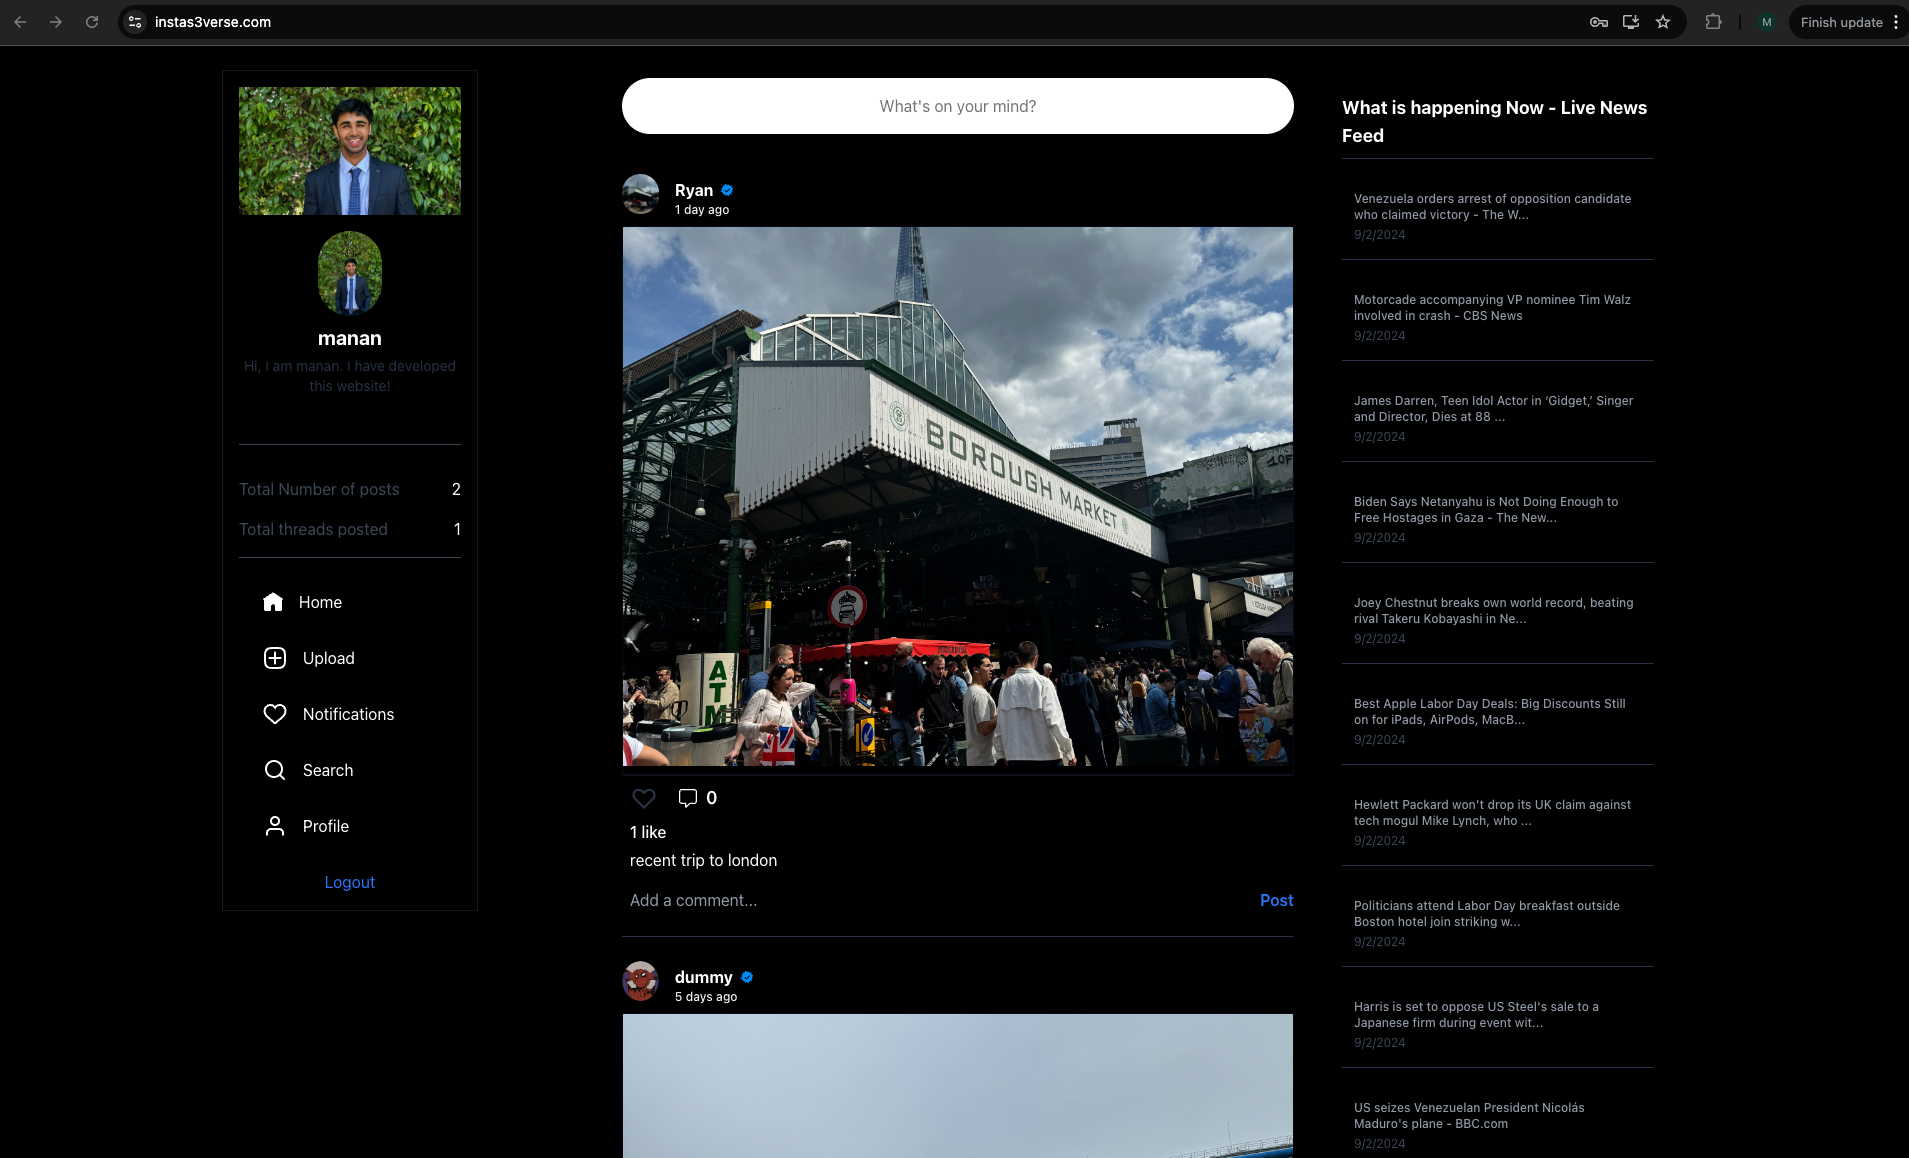 instas3verse.com
M
Finish update
manan
Hi, I am manan. I have developed
this website!
Total Number of posts 2
Total threads posted 1
Home
Upload
Notifications
Search
Profile
Logout
What's on your mind?
Ryan
1 day ago
BOROUGH MARKET
ATM
0
1 like
recent trip to london
Add a comment... Post
dummy
5 days ago
What is happening Now - Live News
Feed
Venezuela orders arrest of opposition candidate
who claimed victory - The W...
9/2/2024
Motorcade accompanying VP nominee Tim Walz
involved in crash - CBS News
9/2/2024
James Darren, Teen Idol Actor in ‘Gidget,’ Singer
and Director, Dies at 88 ...
9/2/2024
Biden Says Netanyahu is Not Doing Enough to
Free Hostages in Gaza - The New...
9/2/2024
Joey Chestnut breaks own world record, beating
rival Takeru Kobayashi in Ne...
9/2/2024
Best Apple Labor Day Deals: Big Discounts Still
on for iPads, AirPods, MacB...
9/2/2024
Hewlett Packard won't drop its UK claim against
tech mogul Mike Lynch, who ...
9/2/2024
Politicians attend Labor Day breakfast outside
Boston hotel join striking w...
9/2/2024
Harris is set to oppose US Steel's sale to a
Japanese firm during event wit...
9/2/2024
US seizes Venezuelan President Nicolás
Maduro's plane - BBC.com
9/2/2024